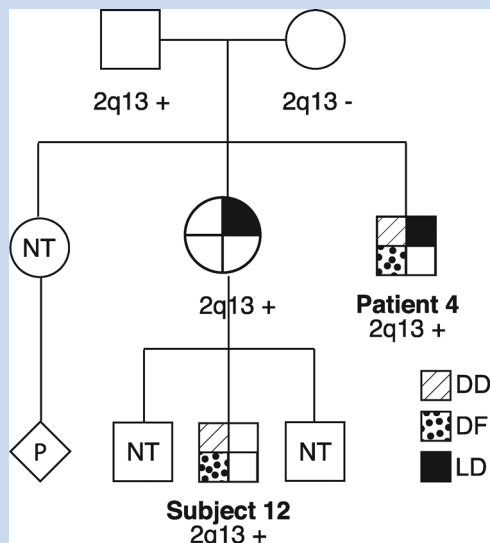 2q13 +
2q13 -
NT
2q13 +
Patient 4
2q13 +
DD
DF
LD
P
NT
NT
Subject 12
2q13 +